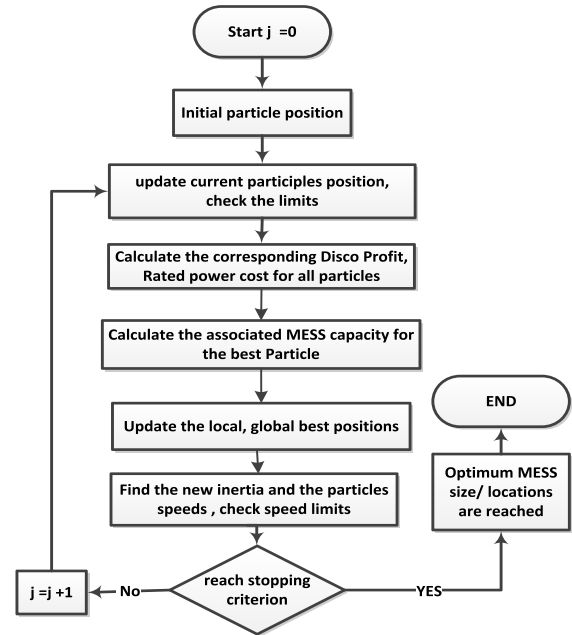 Start j =0
Initial particle position
update current participles position,
check the limits
Calculate the corresponding Disco Profit,
Rated power cost for all particles
Calculate the associated MESS capacity for
the best Particle
Update the local, global best positions
Find the new inertia and the particles
speeds , check speed limits
reach stopping
criterion
No
j =j +1
YES
Optimum MESS
size/ locations
are reached
END